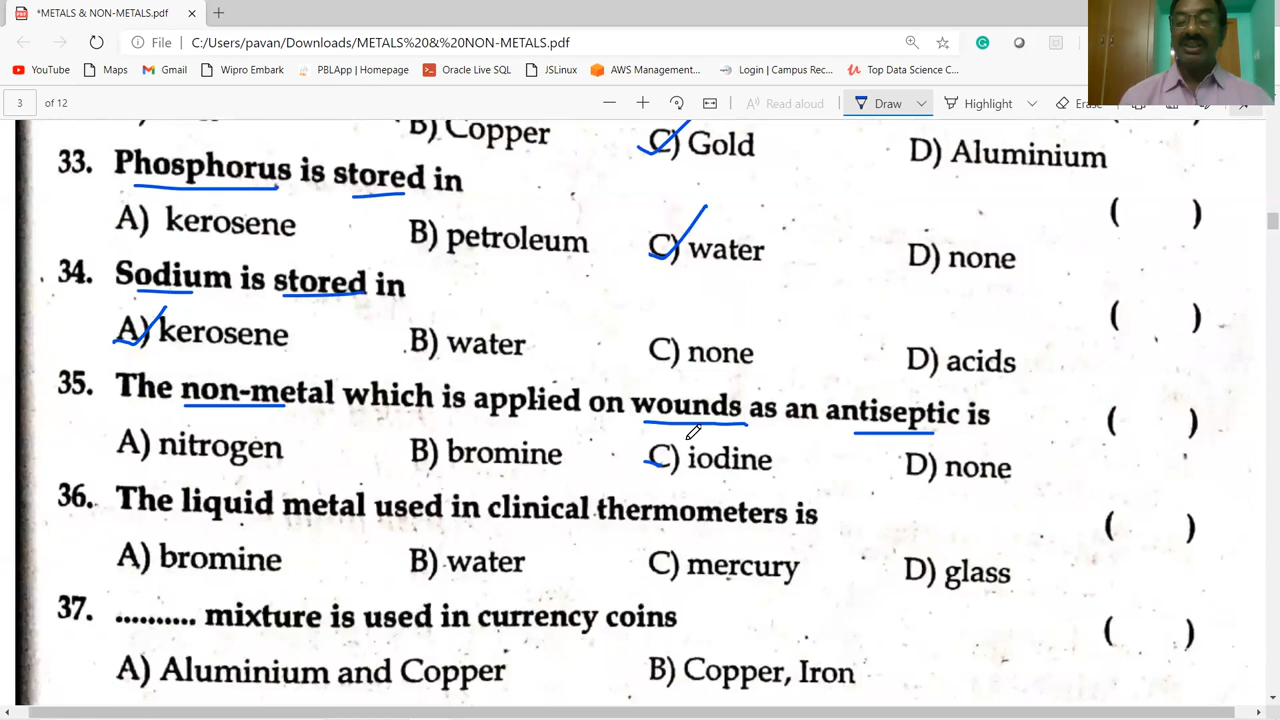 *METALS & NON-METALS.pdf
File C:/Users/pavan/Downloads/METALS%20&%20NON-METALS.pdf
YouTube Maps Gmail Wipro Embark PBLApp | Homepage Oracle Live SQL JSLinux AWS Management... Login | Campus Rec... Top Data Science C...
3 of 12 Read aloud Draw Highlight Erase
B) Copper C) Gold D) Aluminium
33. Phosphorus is stored in ( )
A) kerosene B) petroleum C) water D) none
34. Sodium is stored in ( )
A) kerosene B) water C) none D) acids
35. The non-metal which is applied on wounds as an antiseptic is ( )
A) nitrogen B) bromine C) iodine D) none
36. The liquid metal used in clinical thermometers is ( )
A) bromine B) water C) mercury D) glass
37. .......... mixture is used in currency coins ( )
A) Aluminium and Copper B) Copper, Iron